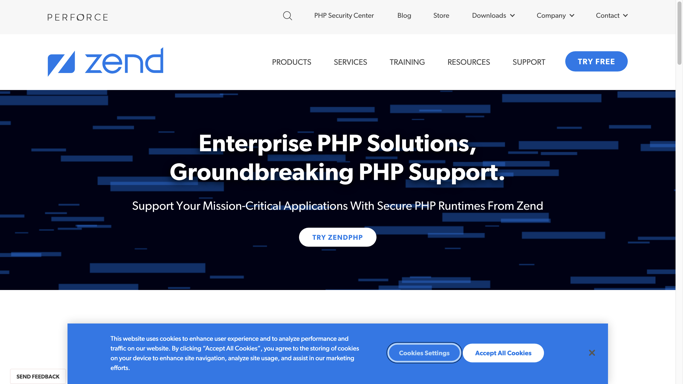 PERFORCE
PHP Security Center
Blog
Store
Downloads
Company
Contact
zend
PRODUCTS
SERVICES
TRAINING
RESOURCES
SUPPORT
TRY FREE
Enterprise PHP Solutions,
Groundbreaking PHP Support.
Support Your Mission-Critical Applications With Secure PHP Runtimes From Zend
TRY ZENDPHP
This website uses cookies to enhance user experience and to analyze performance and
traffic on our website. By clicking “Accept All Cookies”, you agree to the storing of cookies
on your device to enhance site navigation, analyze site usage, and assist in our marketing
efforts.
Cookies Settings
Accept All Cookies
SEND FEEDBACK